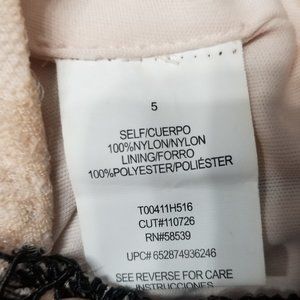 5
SELF/CUERPO
100%NYLON/NYLON
LINING/FORRO
100%POLYESTER/POLIÉSTER
T00411H516
CUT#110726
RN#58539
UPC# 652874936246
SEE REVERSE FOR CARE
INSTRUCCIONES